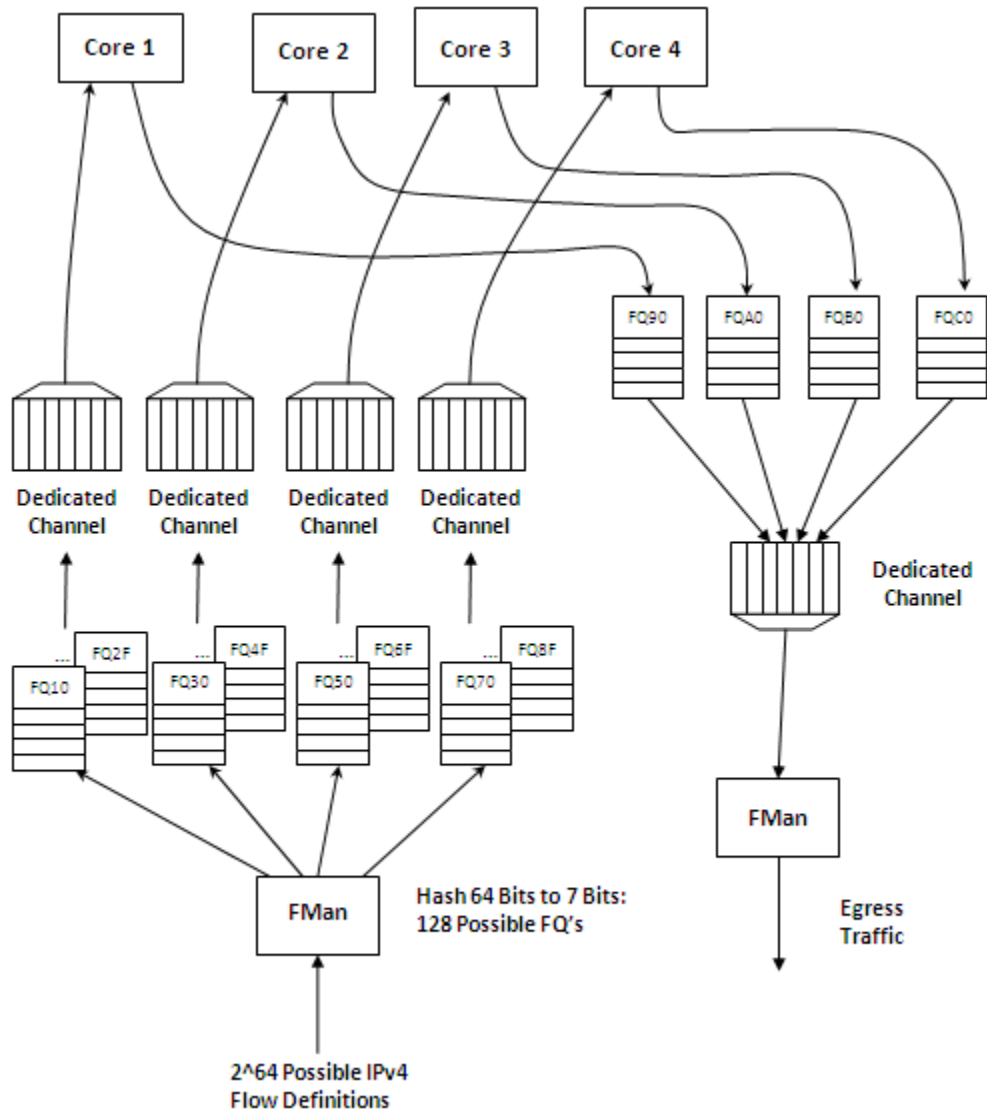 Core 1
Core 2
Core 3
Core 4
FQ90
FQA0
FQB0
FQC0
Dedicated
Channel
Dedicated
Channel
Dedicated
Channel
Dedicated
Channel
Dedicated
Channel
...
FQ2F
FQ10
...
FQ4F
FQ30
...
FQ6F
FQ50
...
FQ8F
FQ70
FMan
Hash 64 Bits to 7 Bits:
128 Possible FQ's
FMan
Egress
Traffic
2^64 Possible IPv4
Flow Definitions